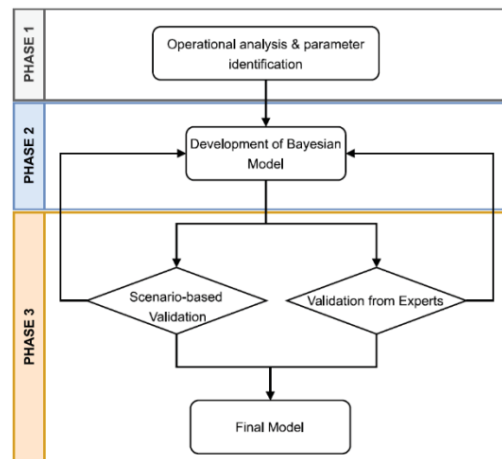 PHASE 1
Operational analysis & parameter
identification
PHASE 2
Development of Bayesian
Model
PHASE 3
Scenario-based
Validation
Validation from Experts
Final Model